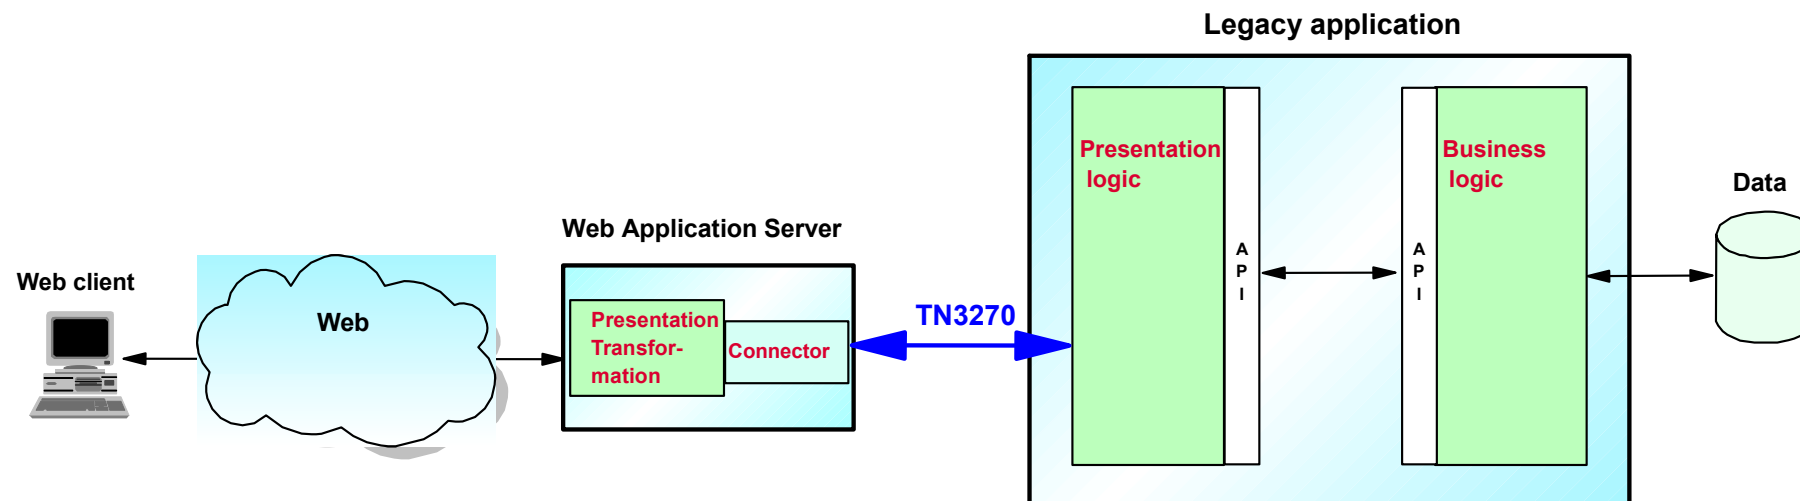 Legacy application
Presentation
logic
Business
logic
Data
Web Application Server
A
P
I
A
P
I
Web client
Web
TN3270
Presentation
Transfor-
mation
Connector